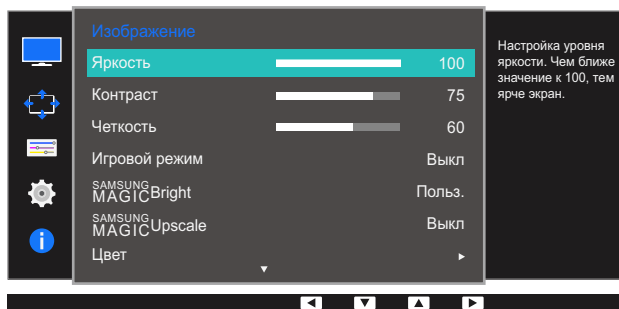 Изображение
Яркость 100
Контраст 75
Четкость 60
Игровой режим Выкл
SAMSUNG MAGIC Bright Польз.
SAMSUNG MAGIC Upscale Выкл
Цвет
Настройка уровня
яркости. Чем ближе
значение к 100, тем
ярче экран.